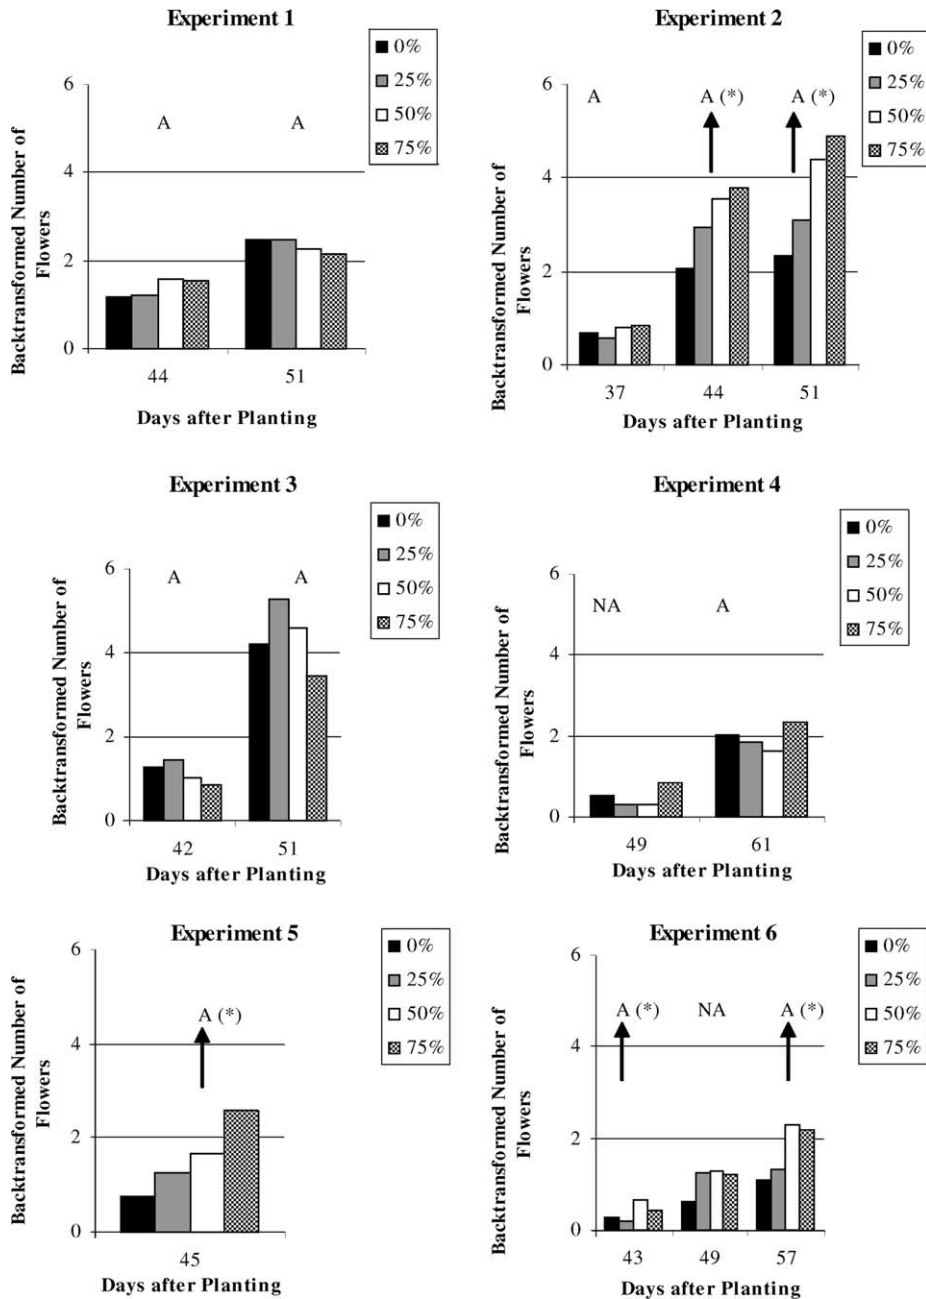 Experiment 1
0%
25%
50%
75%
Backtransformed Number of
Flowers
6
4
2
0
A A
44 51
Days after Planting
Experiment 2
0%
25%
50%
75%
Backtransformed Number of
Flowers
6
4
2
0
A A (*) A (*)
37 44 51
Days after Planting
Experiment 3
0%
25%
50%
75%
Backtransformed Number of
Flowers
6
4
2
0
A A
42 51
Days after Planting
Experiment 4
0%
25%
50%
75%
Backtransformed Number of
Flowers
6
4
2
0
NA A
49 61
Days after Planting
Experiment 5
0%
25%
50%
75%
Backtransformed Number of
Flowers
6
4
2
0
A (*)
45
Days after Planting
Experiment 6
0%
25%
50%
75%
Backtransformed Number of
Flowers
6
4
2
0
A (*) NA A (*)
43 49 57
Days after Planting